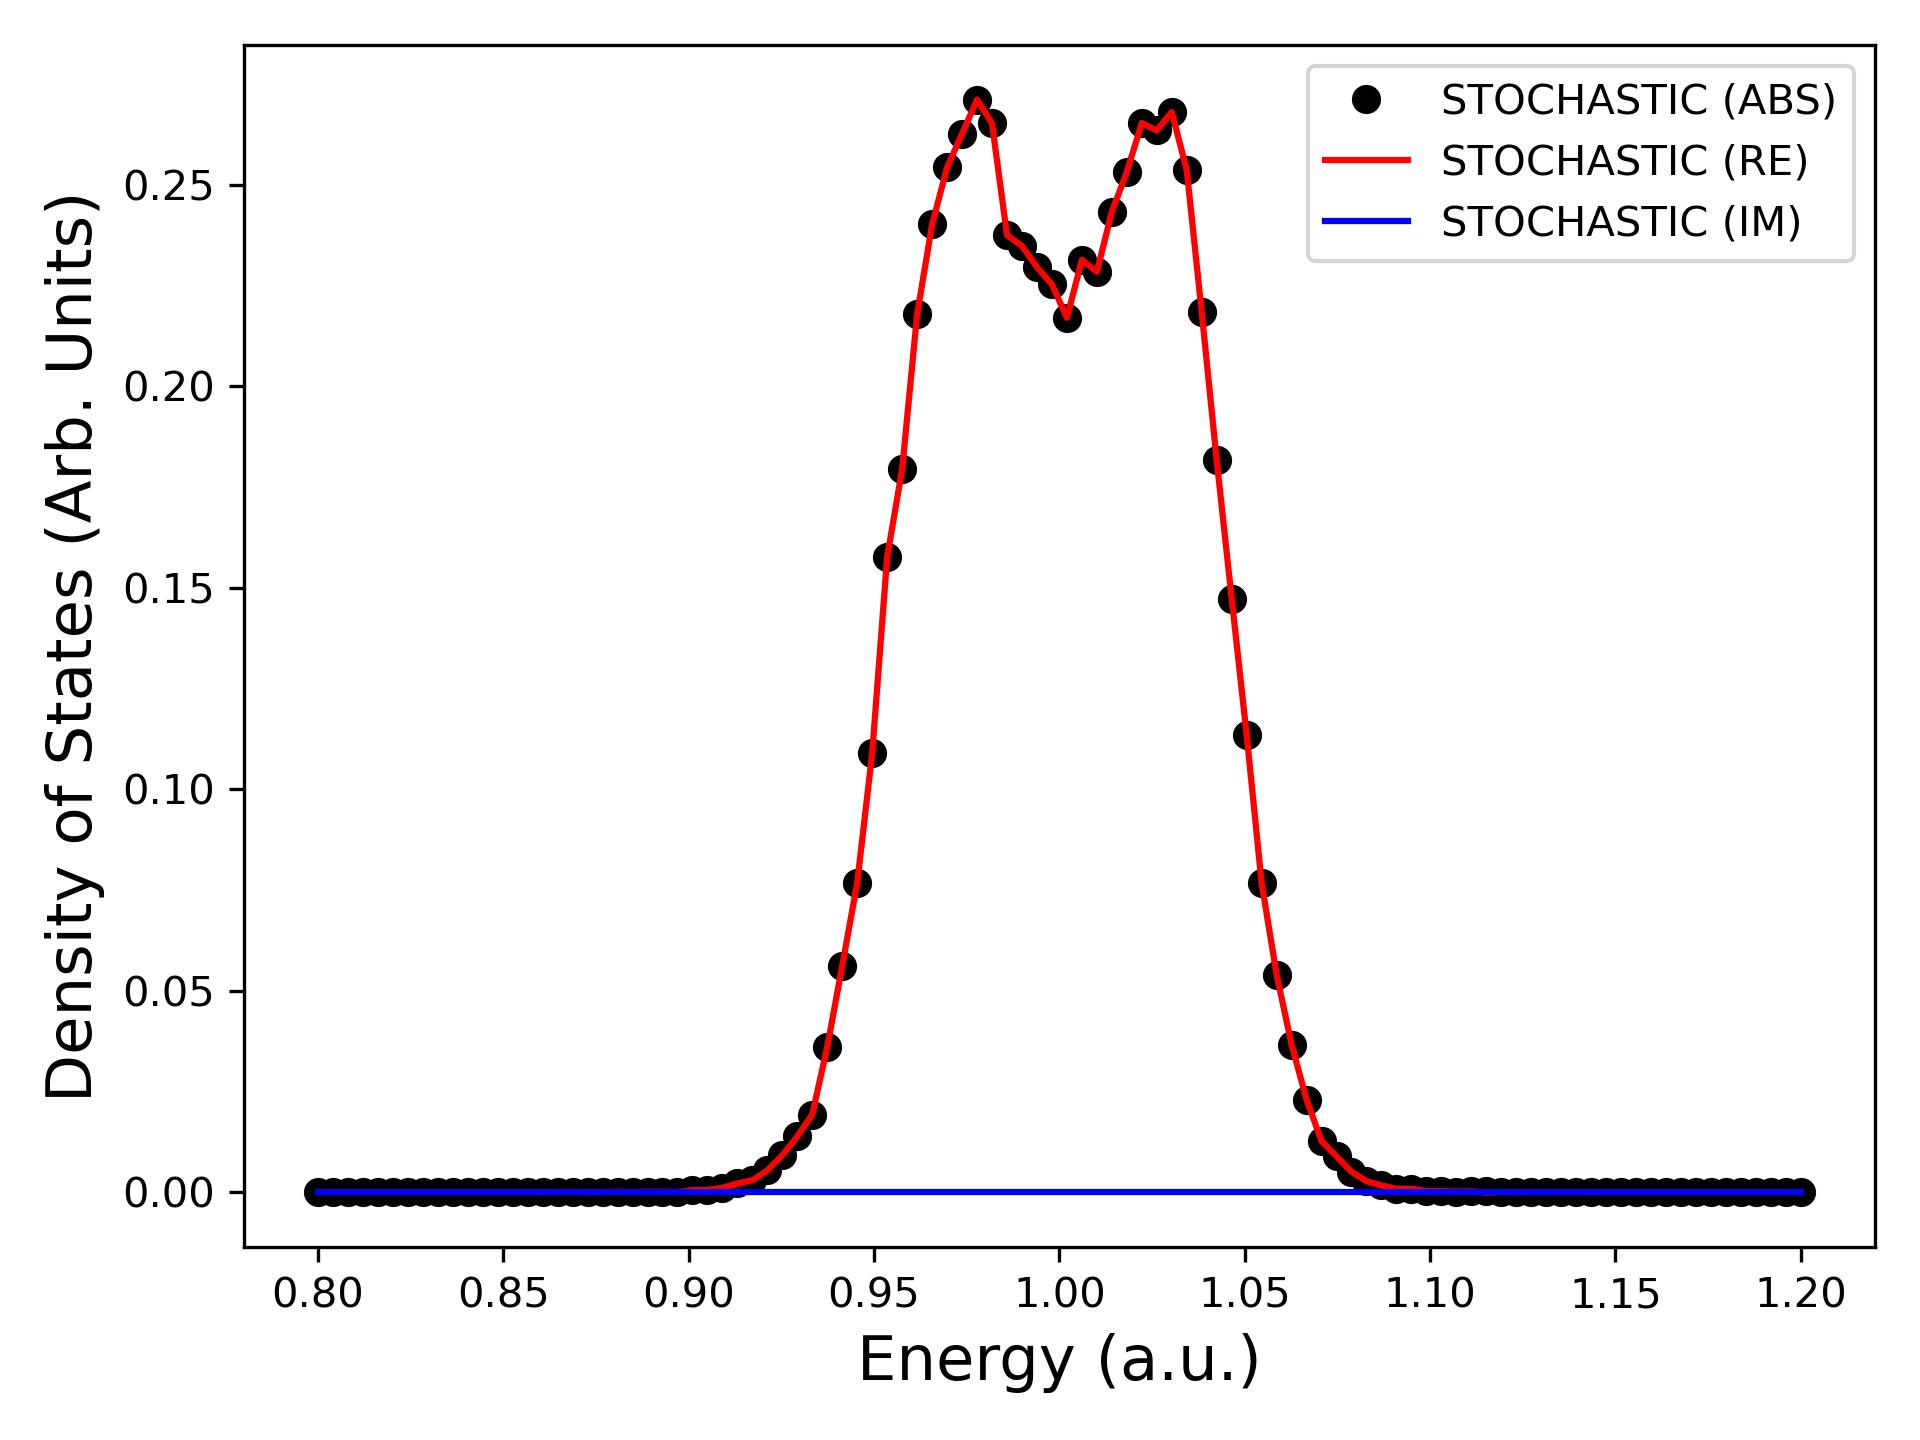 STOCHASTIC (ABS)
STOCHASTIC (RE)
STOCHASTIC (IM)
Density of States (Arb. Units)
0.25
0.20
0.15
0.10
0.05
0.00
0.80 0.85 0.90 0.95 1.00 1.05 1.10 1.15 1.20
Energy (a.u.)